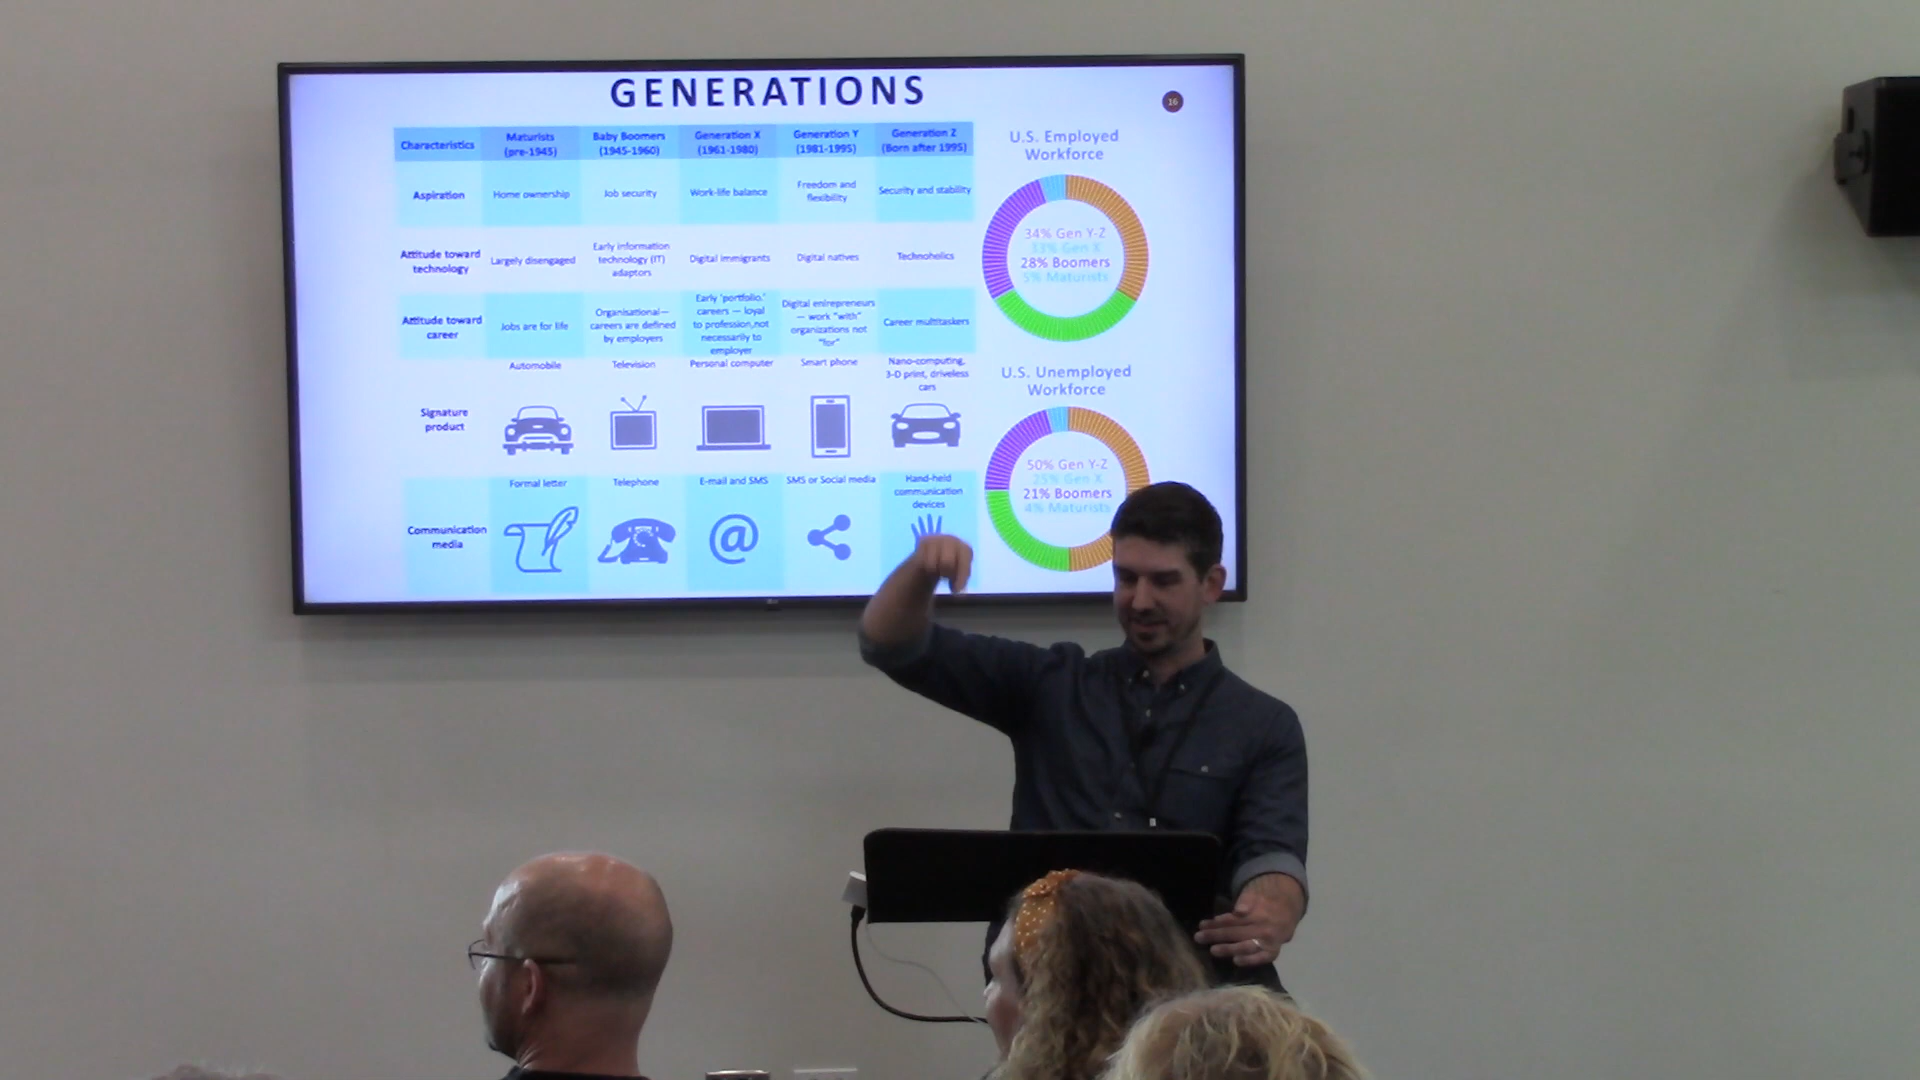 GENERATIONS
16
Characteristics
Maturists
(pre-1945)
Baby Boomers
(1945-1960)
Generation X
(1961-1980)
Generation Y
(1981-1995)
Generation Z
(Born after 1995)
Aspiration
Home ownership
Job security
Work-life balance
Freedom and
flexibility
Security and stability
Attitude toward
technology
Largely disengaged
Early information
technology (IT)
adaptors
Digital immigrants
Digital natives
Technoholics
Attitude toward
career
Jobs are for life
Organisational—
careers are defined
by employers
Early 'portfolio.'
careers — loyal
to profession,not
necessarily to
employer
Digital enirepreneurs
— work "with"
organizations not
"for"
Career multitaskers
Signature
product
Automobile
Television
Personal computer
Smart phone
Nano-computing,
3-D print, driveless
cars
Communication
media
Formal letter
Telephone
E-mail and SMS
@
SMS or Social media
Hand-held
communication
devices
U.S. Employed
Workforce
34% Gen Y-Z
33% Gen X
28% Boomers
5% Maturists
U.S. Unemployed
Workforce
50% Gen Y-Z
25% Gen X
21% Boomers
4% Maturists